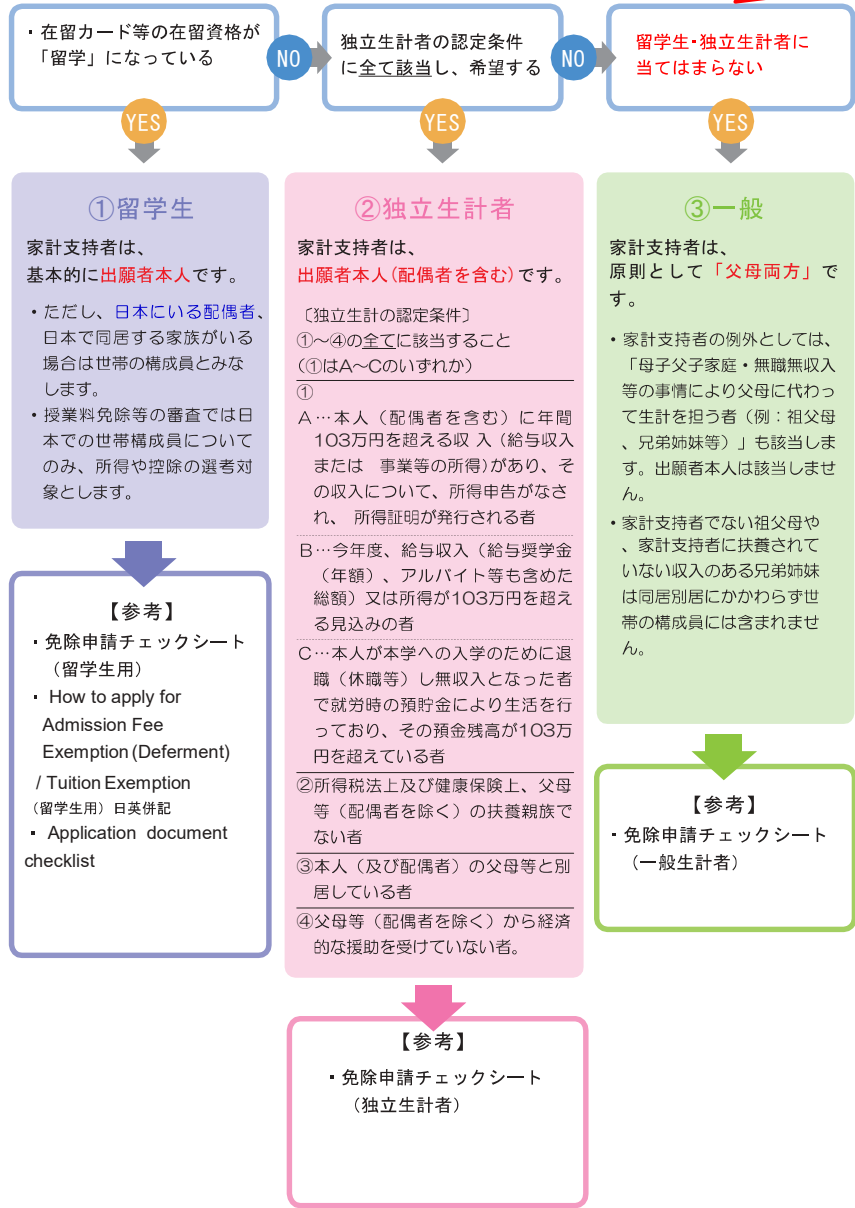 ・在留カード等の在留資格が
「留学」になっている
NO
独立生計者の認定条件
に全て該当し、希望する
NO
留学生・独立生計者に
当てはまらない
YES
YES
YES
①留学生
家計支持者は、
基本的に出願者本人です。
・ただし、日本にいる配偶者、
日本で同居する家族がいる
場合は世帯の構成員とみな
します。
・授業料免除等の審査では日
本での世帯構成員について
のみ、所得や控除の選考対
象とします。
【参考】
・免除申請チェックシート
（留学生用）
・ How to apply for
Admission Fee
Exemption (Deferment)
/ Tuition Exemption
（留学生用）日英併記
・ Application document
checklist
②独立生計者
家計支持者は、
出願者本人（配偶者を含む）です。
〔独立生計の認定条件〕
①～④の全てに該当すること
（①はA～Cのいずれか）
①
A…本人（配偶者を含む）に年間
103万円を超える収 入（給与収入
または　事業等の所得）があり、そ
の収入について、所得申告がなさ
れ、 所得証明が発行される者
B…今年度、給与収入（給与奨学金
（年額）、アルバイト等も含めた
総額）又は所得が103万円を超え
る見込みの者
C…本人が本学への入学のために退
職（休職等）し無収入となった者
で就労時の預貯金により生活を行
っており、その預金残高が103万
円を超えている者
②所得税法上及び健康保険上、父母
等（配偶者を除く）の扶養親族で
ない者
③本人（及び配偶者）の父母等と別
居している者
④父母等（配偶者を除く）から経済
的な援助を受けていない者。
【参考】
・免除申請チェックシート
（独立生計者）
③一般
家計支持者は、
原則として「父母両方」で
す。
・家計支持者の例外としては、
「母子父子家庭・無職無収入
等の事情により父母に代わっ
て生計を担う者（例：祖父母
、兄弟姉妹等）」も該当しま
す。出願者本人は該当しませ
ん。
・家計支持者でない祖父母や
、家計支持者に扶養されて
いない収入のある兄弟姉妹
は同居別居にかかわらず世
帯の構成員には含まれませ
ん。
【参考】
・免除申請チェックシート
（一般生計者）